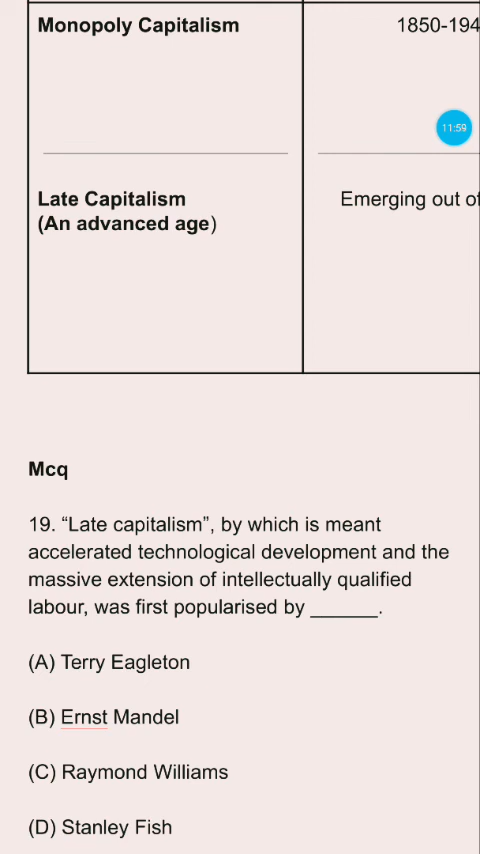 Monopoly Capitalism
1850-194
11:59
Late Capitalism
(An advanced age)
Emerging out of
Mcq
19. “Late capitalism”, by which is meant
accelerated technological development and the
massive extension of intellectually qualified
labour, was first popularised by ______.
(A) Terry Eagleton
(B) Ernst Mandel
(C) Raymond Williams
(D) Stanley Fish